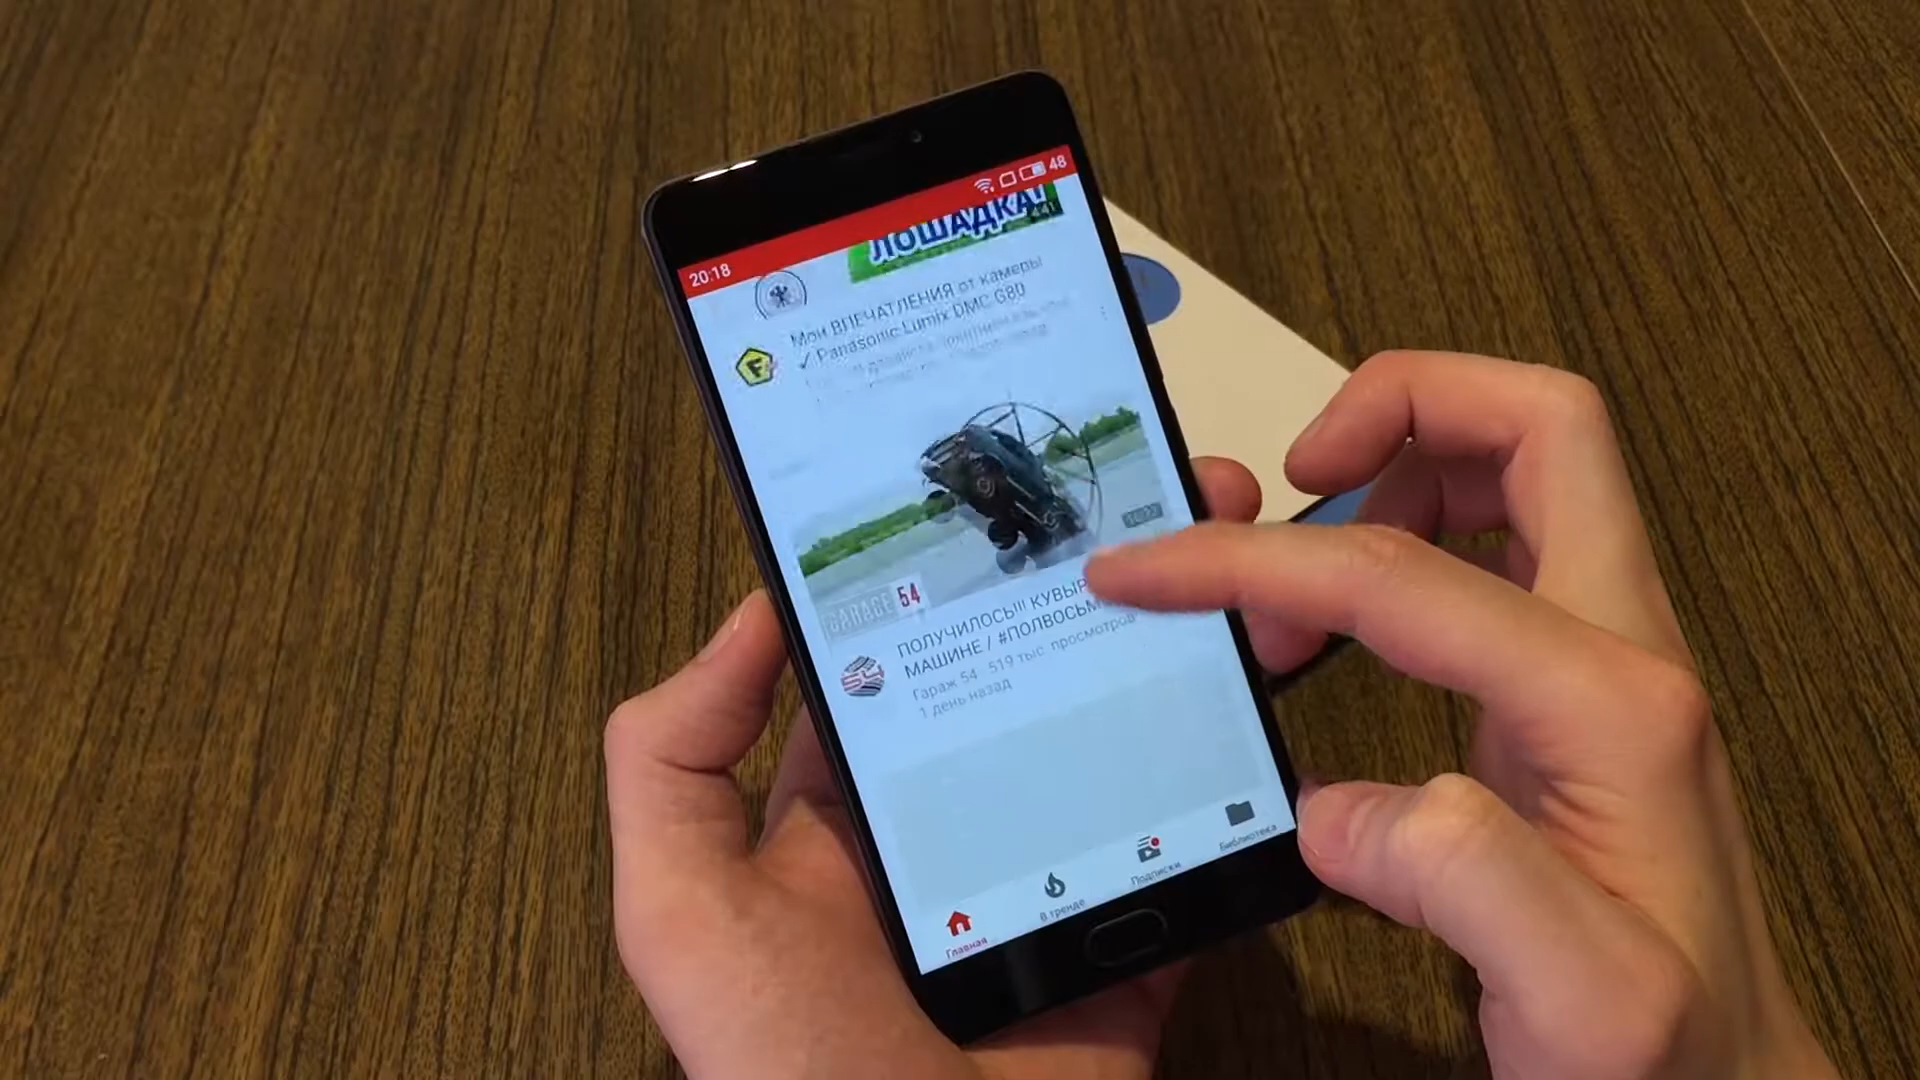 20:18
48
ЛОШАДКА!
4:41
Мои ВПЕЧАТЛЕНИЯ от камеры
✓ Panasonic Lumix DMC G80
GARAGE 54
ПОЛУЧИЛОСЬ!!! КУВЫР
МАШИНЕ / #ПОЛВОСЬМ
Гараж 54 519 тыс. просмотров
1 день назад
Главная
В тренде
Подписки
Библиотека